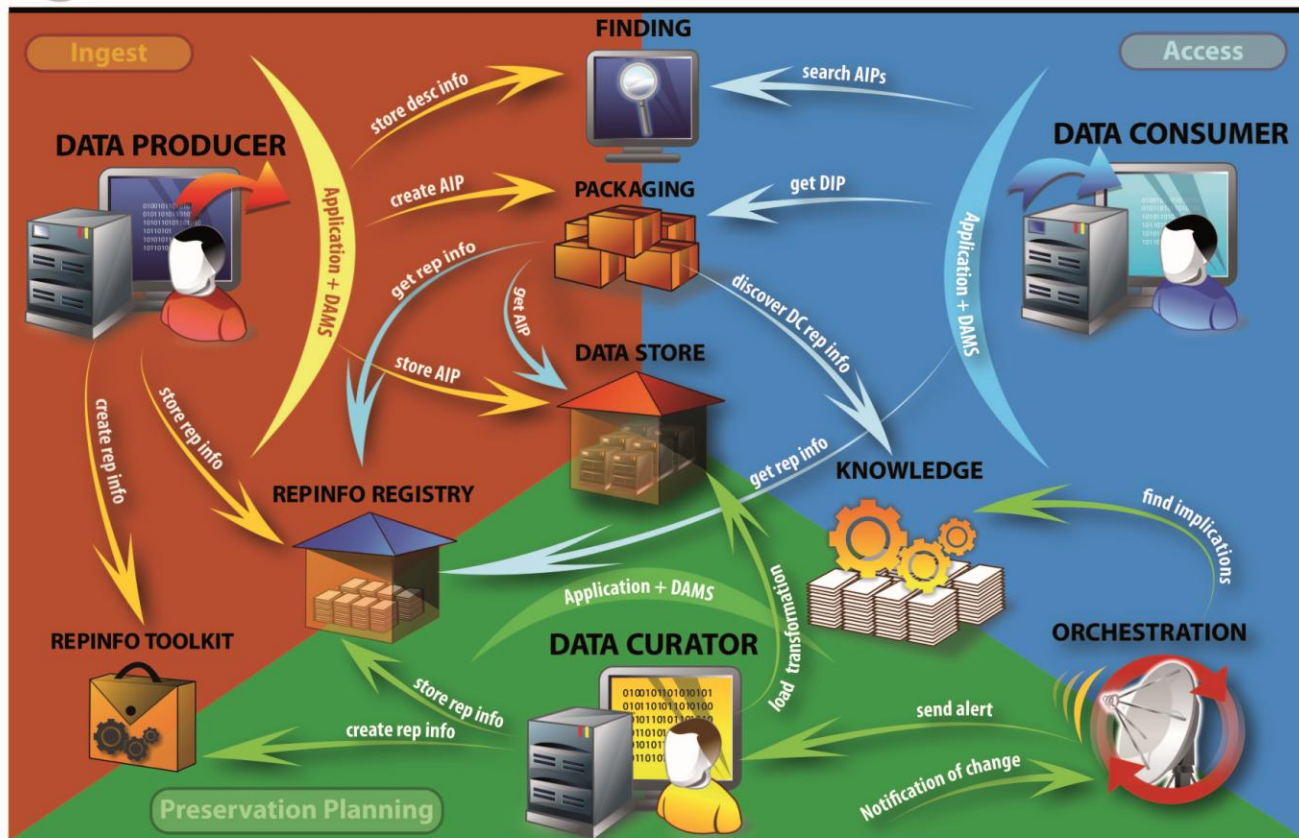 FINDING
Ingest
Access
store desc info
search AIPs
DATA PRODUCER
DATA CONSUMER
Application + DAMS
create AIP
PACKAGING
get DIP
Application + DAMS
get rep info
get AIP
discover DC rep info
DATA STORE
store AIP
create rep info
store rep info
get rep info
KNOWLEDGE
REPINFO REGISTRY
find implications
Application + DAMS
REPINFO TOOLKIT
DATA CURATOR
load transformation
ORCHESTRATION
store rep info
create rep info
send alert
Notification of change
Preservation Planning